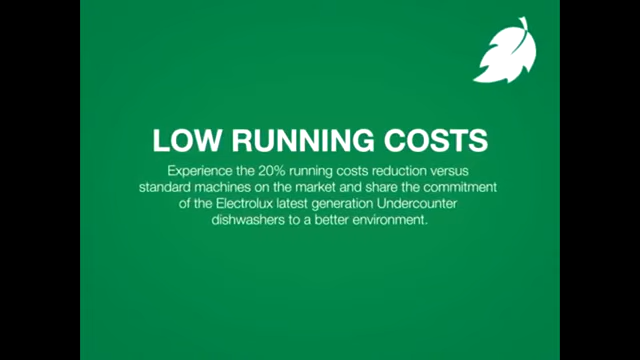 LOW RUNNING COSTS
Experience the 20% running costs reduction versus
standard machines on the market and share the commitment
of the Electrolux latest generation Undercounter
dishwashers to a better environment.